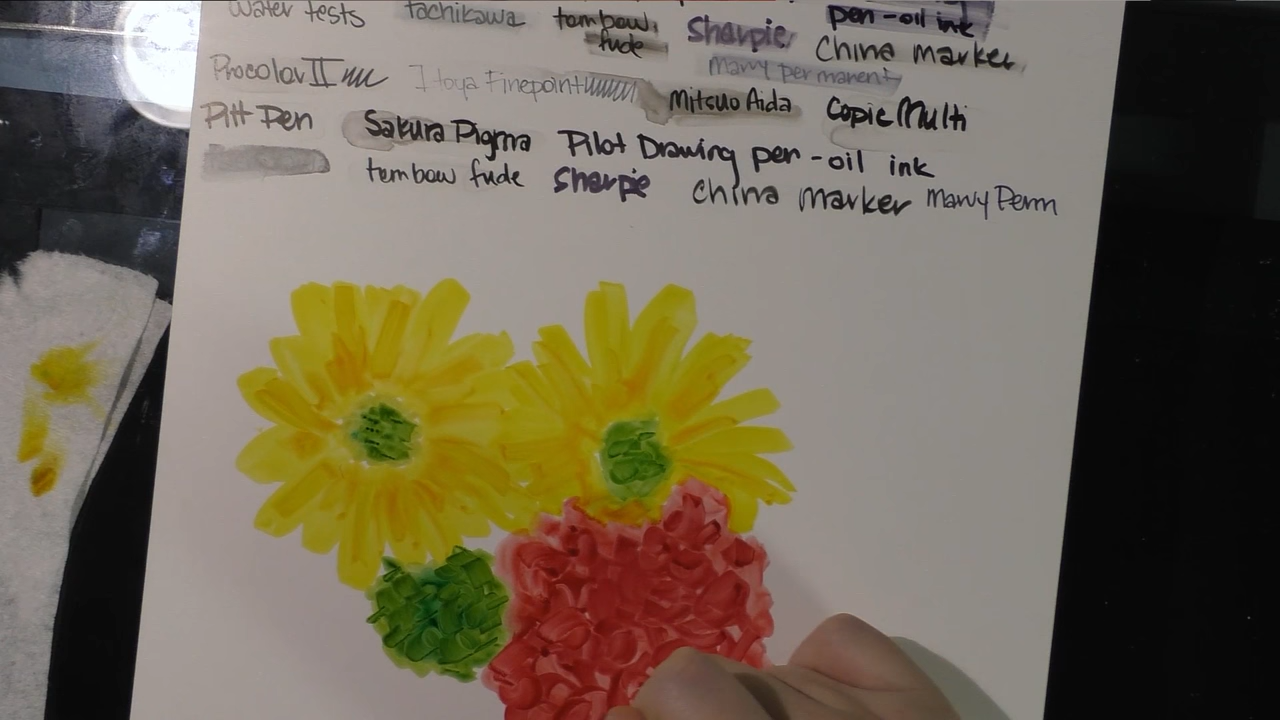 Water tests tachikawa tombow fude Sharpie pen-oil ink
China marker
Procolor II Itoya Finepoint marvy permanent
Mitsuo Aida Copic Multi
Pitt Pen Sakura Pigma Pilot Drawing pen-oil ink
tombow fude Sharpie China marker Marvy Perm